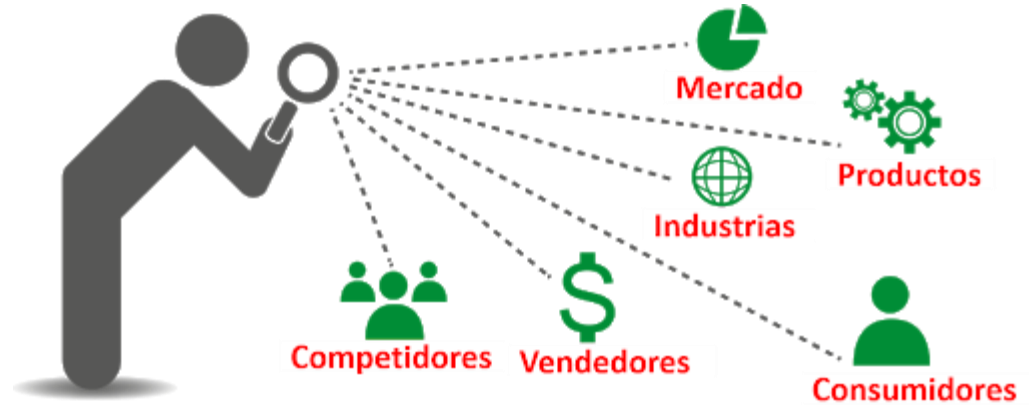 Mercado
Productos
Industrias
Competidores
Vendedores
Consumidores